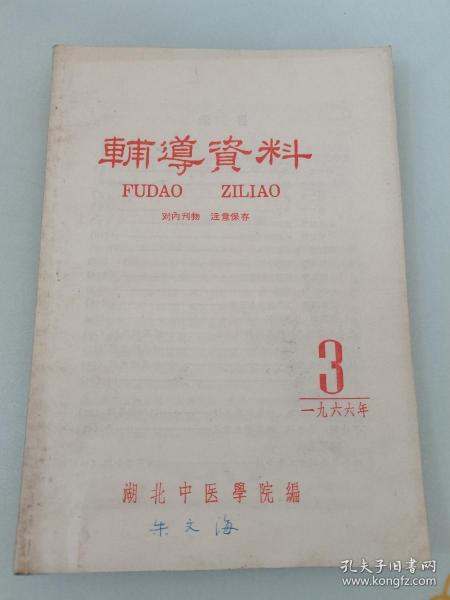 輔導資料
FUDAO ZILIAO
对内刊物 注意保存
3
一九六六年
湖北中医學院編
朱文海
孔夫子旧书网
www.kongfz.com